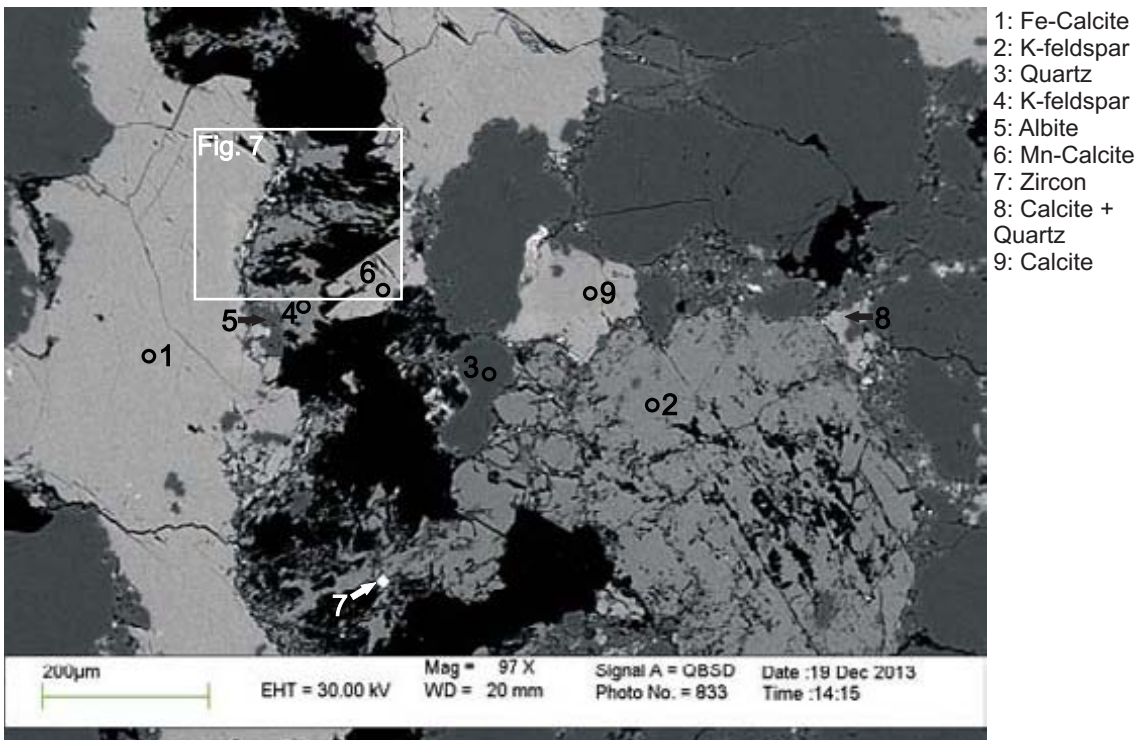 1: Fe-Calcite
2: K-feldspar
3: Quartz
4: K-feldspar
5: Albite
6: Mn-Calcite
7: Zircon
8: Calcite +
Quartz
9: Calcite
Fig. 7
6
9
5
4
8
1
3
2
7
200µm
EHT = 30.00 kV
Mag = 97 X
WD = 20 mm
Signal A = QBSD
Photo No. = 833
Date :19 Dec 2013
Time :14:15